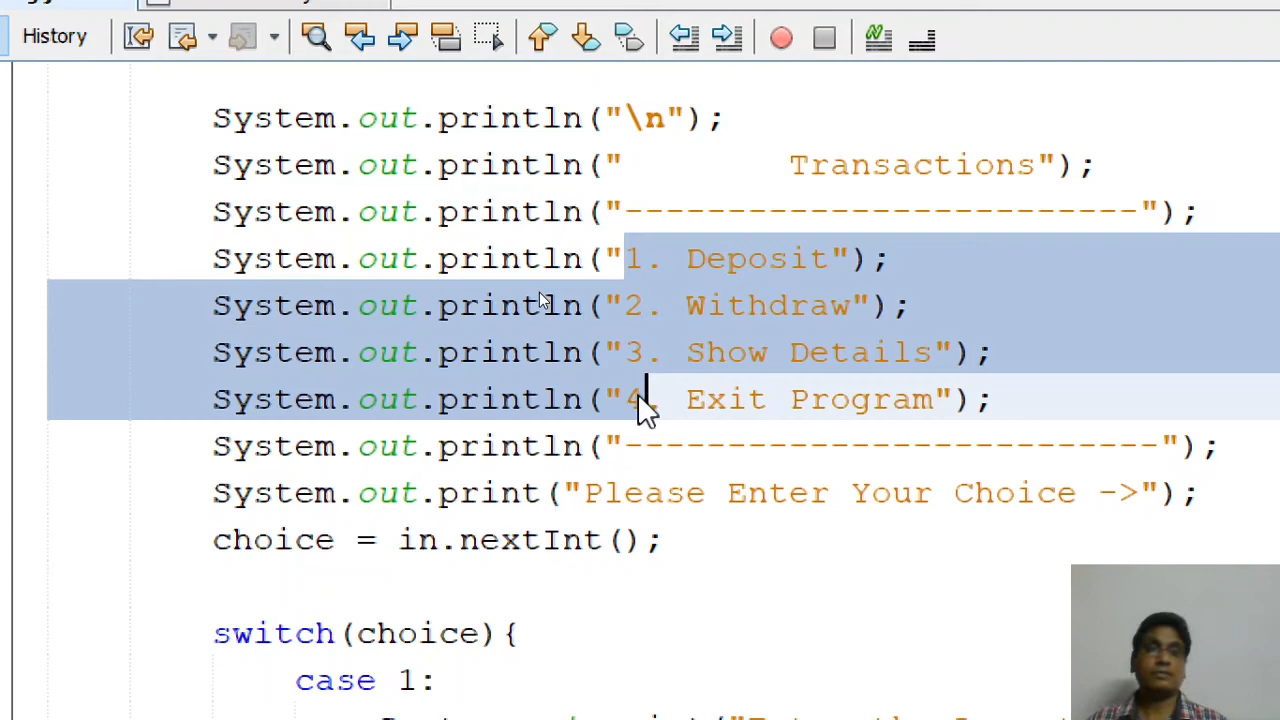 History
System.out.println("\n");
System.out.println("        Transactions");
System.out.println("-------------------------");
System.out.println("1. Deposit");
System.out.println("2. Withdraw");
System.out.println("3. Show Details");
System.out.println("4. Exit Program");
System.out.println("--------------------------");
System.out.print("Please Enter Your Choice ->");
choice = in.nextInt();
switch(choice){
case 1: